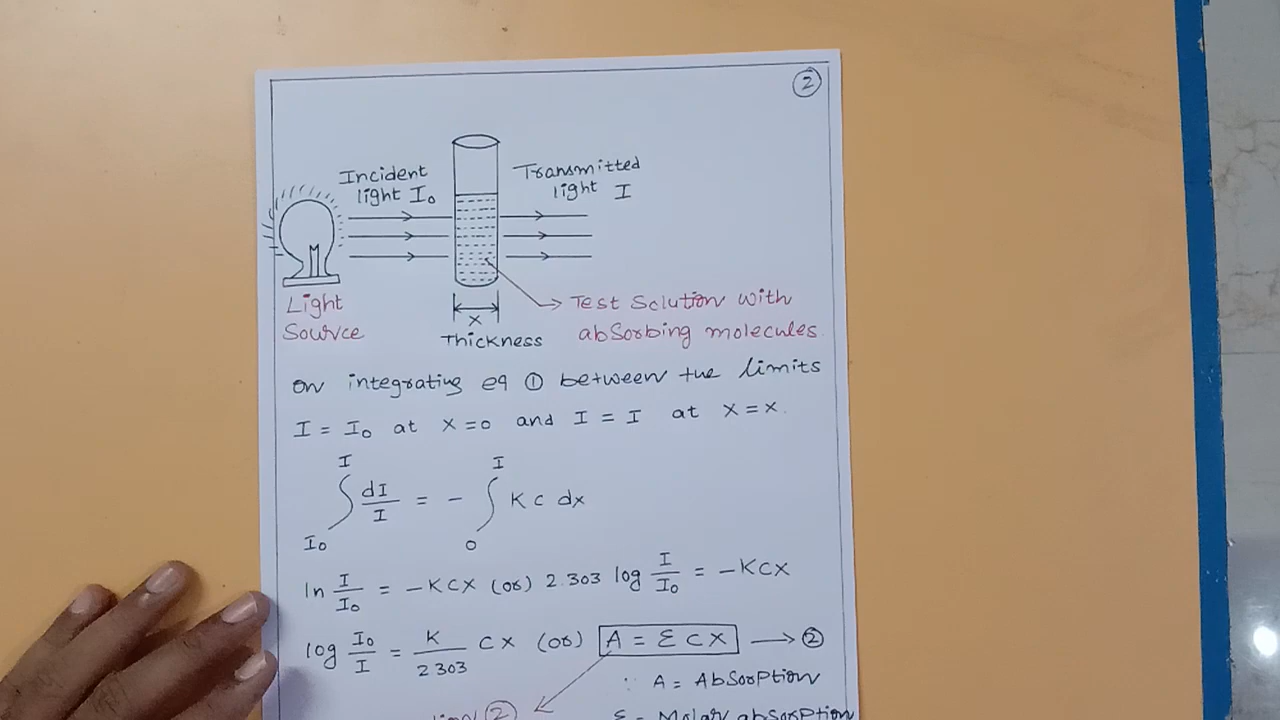 ②
Incident
light I₀
Transmitted
light I
Light
Source
x
Thickness
Test Solution with
absorbing molecules.
on integrating eq ① between the limits
I = I₀ at x = 0 and I = I at x = x.
∫_{I₀}^{I} dI/I = - ∫_{0}^{I} K c dx
ln I/I₀ = -KCX (or) 2.303 log I/I₀ = -KCX
log I₀/I = K/2.303 CX (or) A = ε C X → ②
∵ A = Absorption
②
ε = Molar absorption